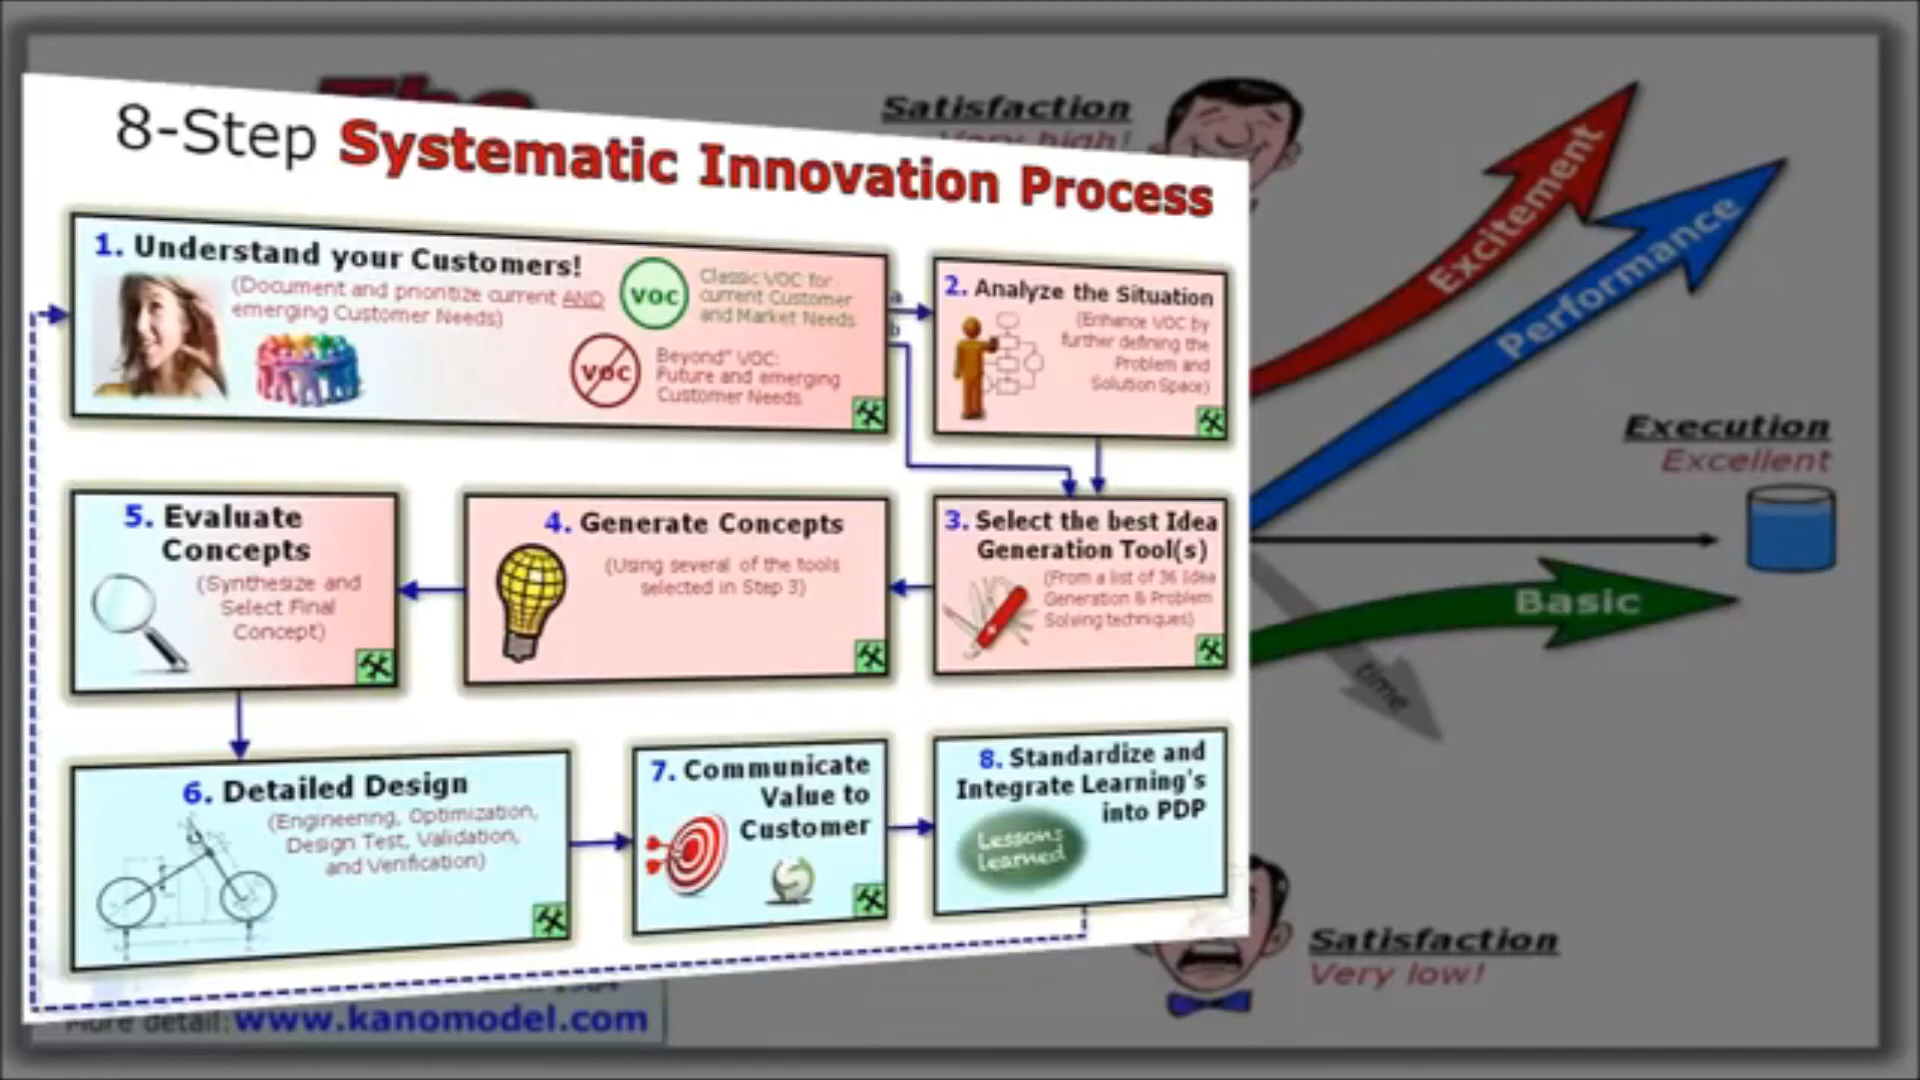 8-Step Systematic Innovation Process
1. Understand your Customers!
(Document and prioritize current AND
emerging Customer Needs)
VOC
Classic VOC for
current Customer
and Market Needs
VOC
Beyond" VOC:
Future and emerging
Customer Needs
a
b
2. Analyze the Situation
(Enhance VOC by
further defining the
Problem and
Solution Space)
3. Select the best Idea
Generation Tool(s)
(From a list of 36 Idea
Generation & Problem
Solving techniques)
4. Generate Concepts
(Using several of the tools
selected in Step 3)
5. Evaluate
Concepts
(Synthesize and
Select Final
Concept)
6. Detailed Design
(Engineering, Optimization,
Design Test, Validation,
and Verification)
7. Communicate
Value to
Customer
8. Standardize and
Integrate Learning's
into PDP
Lessons
learned
The
Satisfaction
Very high!
Excitement
Performance
Execution
Excellent
Basic
time
Satisfaction
Very low!
More detail: www.kanomodel.com